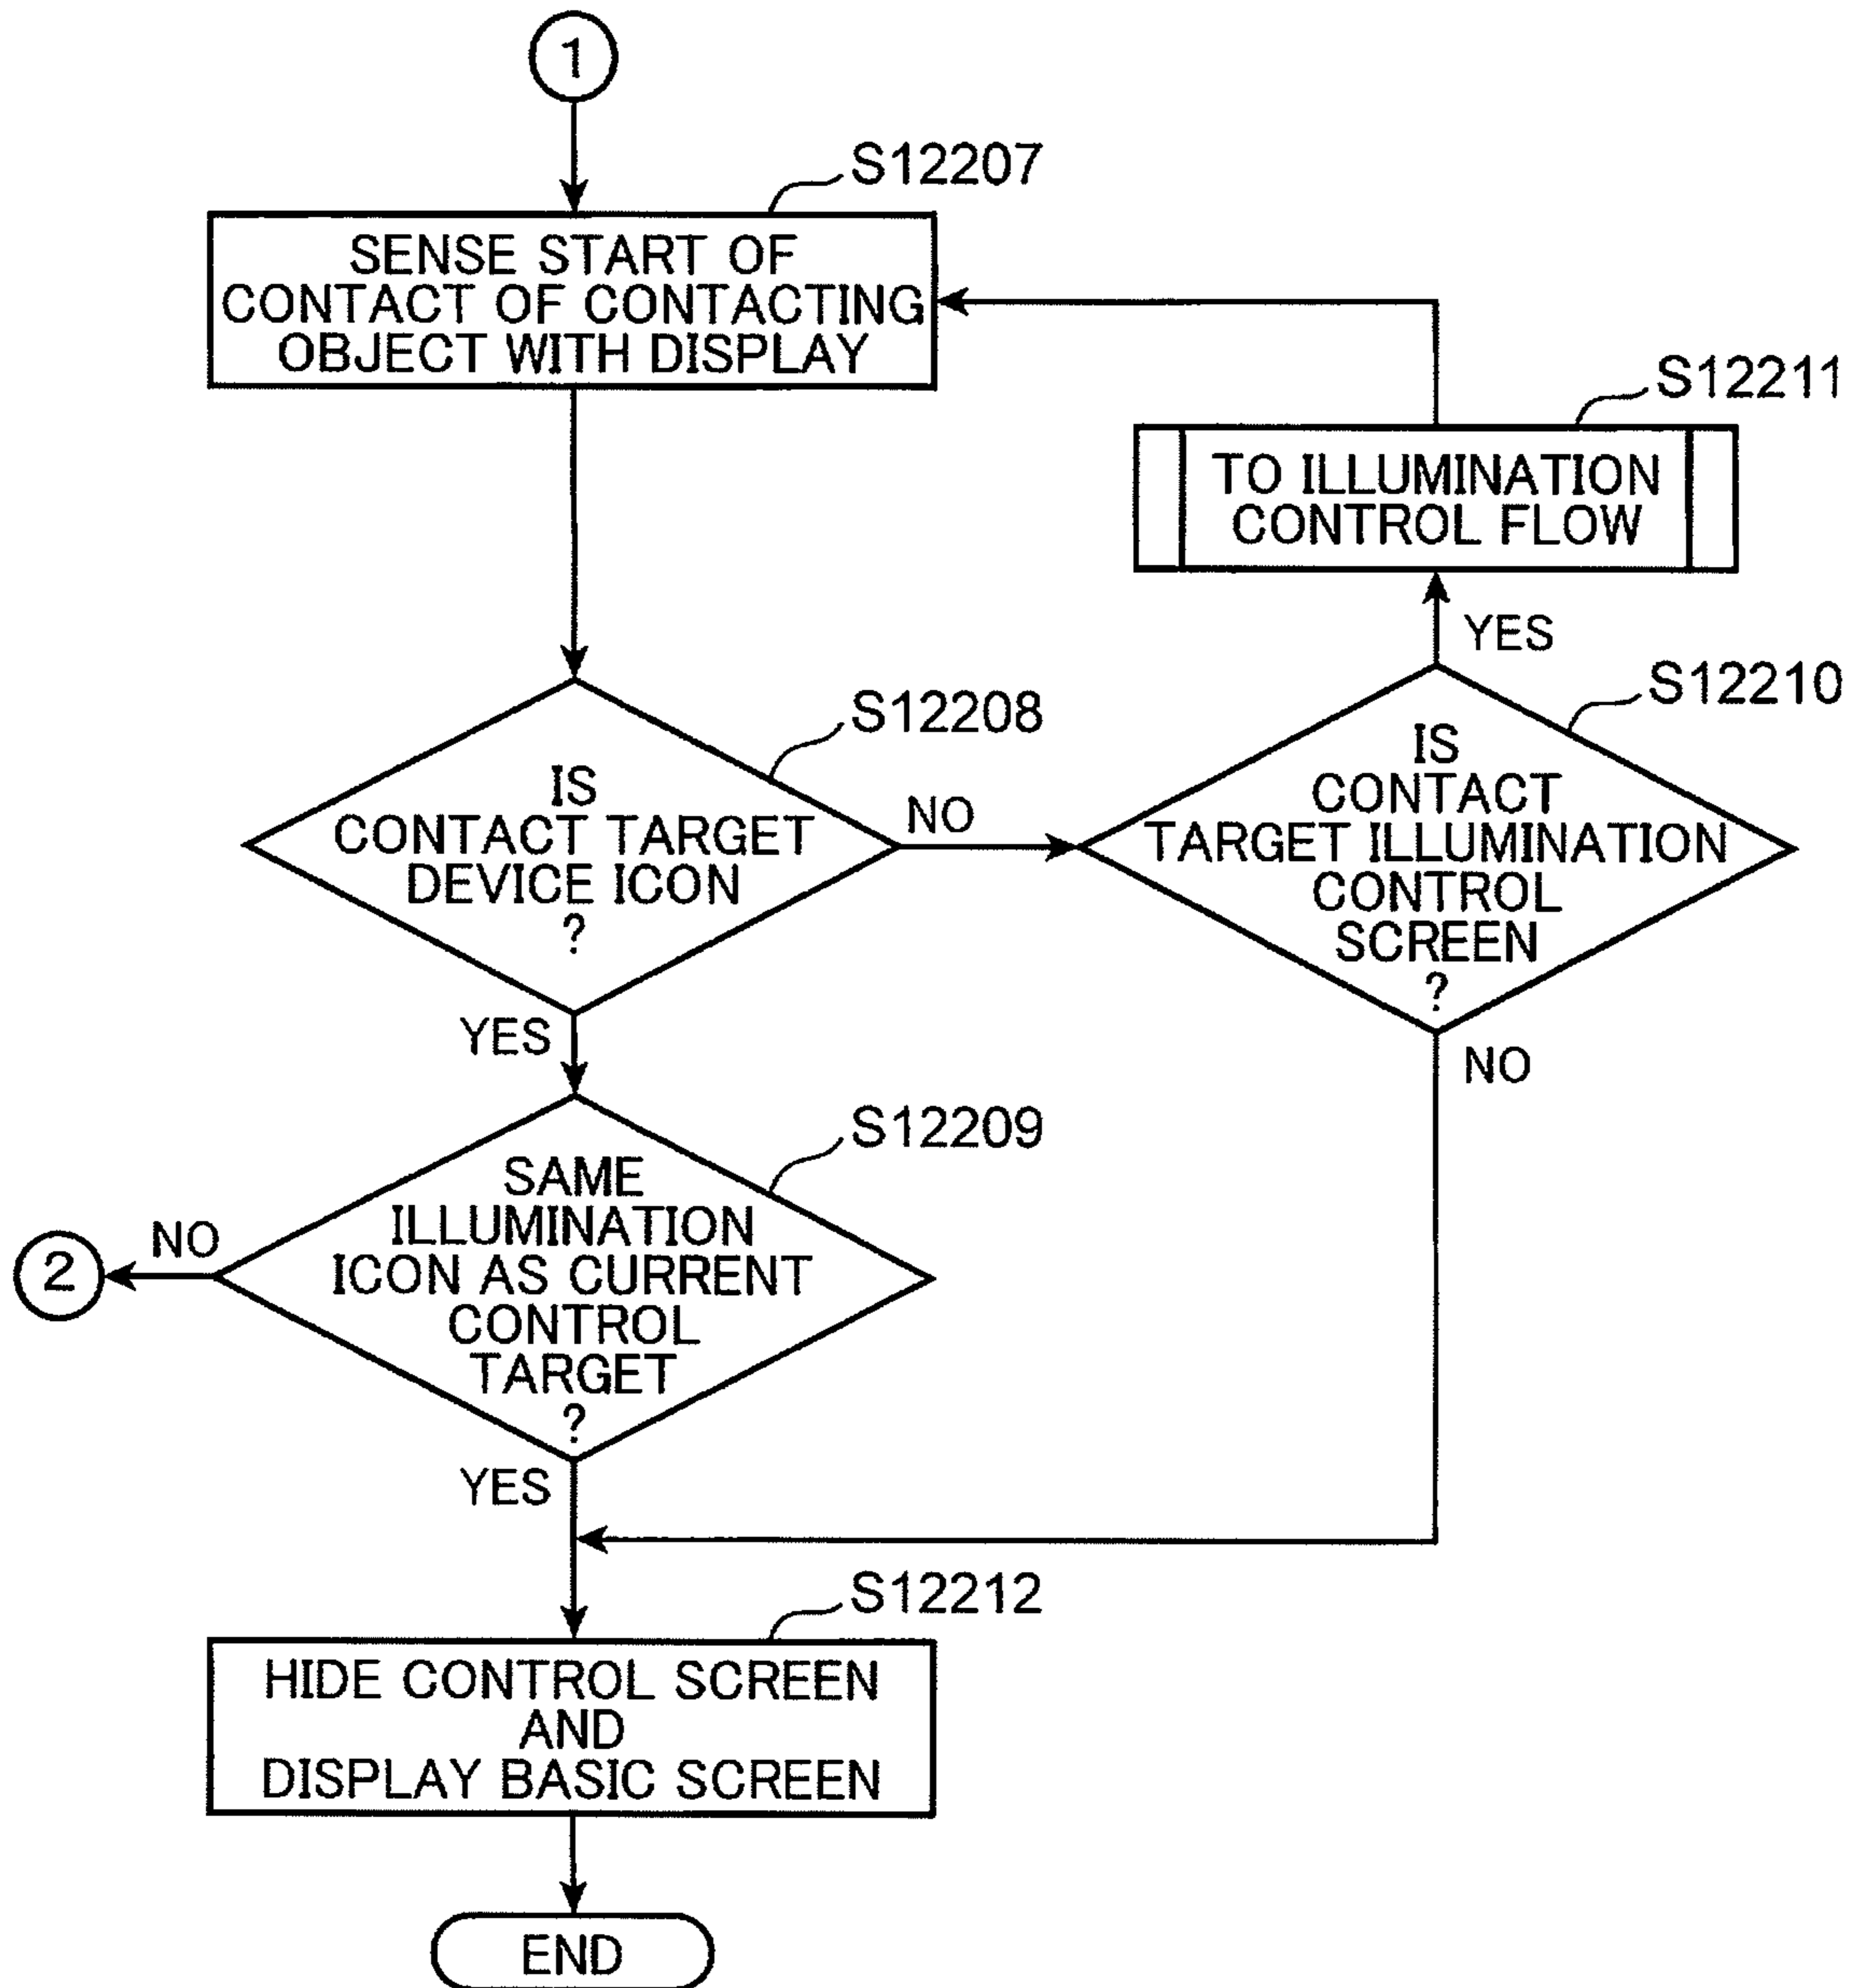 1
S12207
SENSE START OF
CONTACT OF CONTACTING
OBJECT WITH DISPLAY
S12211
TO ILLUMINATION
CONTROL FLOW
YES
S12208
IS
CONTACT TARGET
DEVICE ICON
?
NO
S12210
IS
CONTACT
TARGET ILLUMINATION
CONTROL
SCREEN
?
YES
NO
S12209
SAME
ILLUMINATION
ICON AS CURRENT
CONTROL
TARGET
?
NO
2
YES
S12212
HIDE CONTROL SCREEN
AND
DISPLAY BASIC SCREEN
END